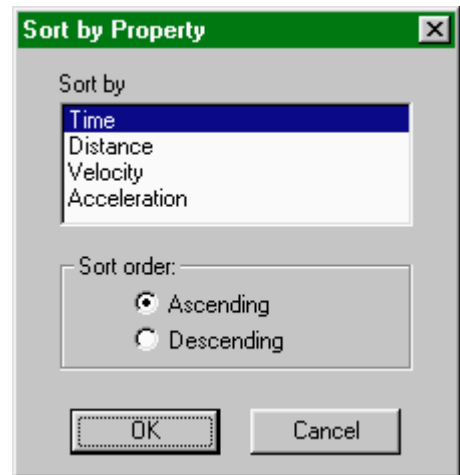 Sort by Property
Sort by
Time
Distance
Velocity
Acceleration
Sort order:
Ascending
Descending
OK Cancel